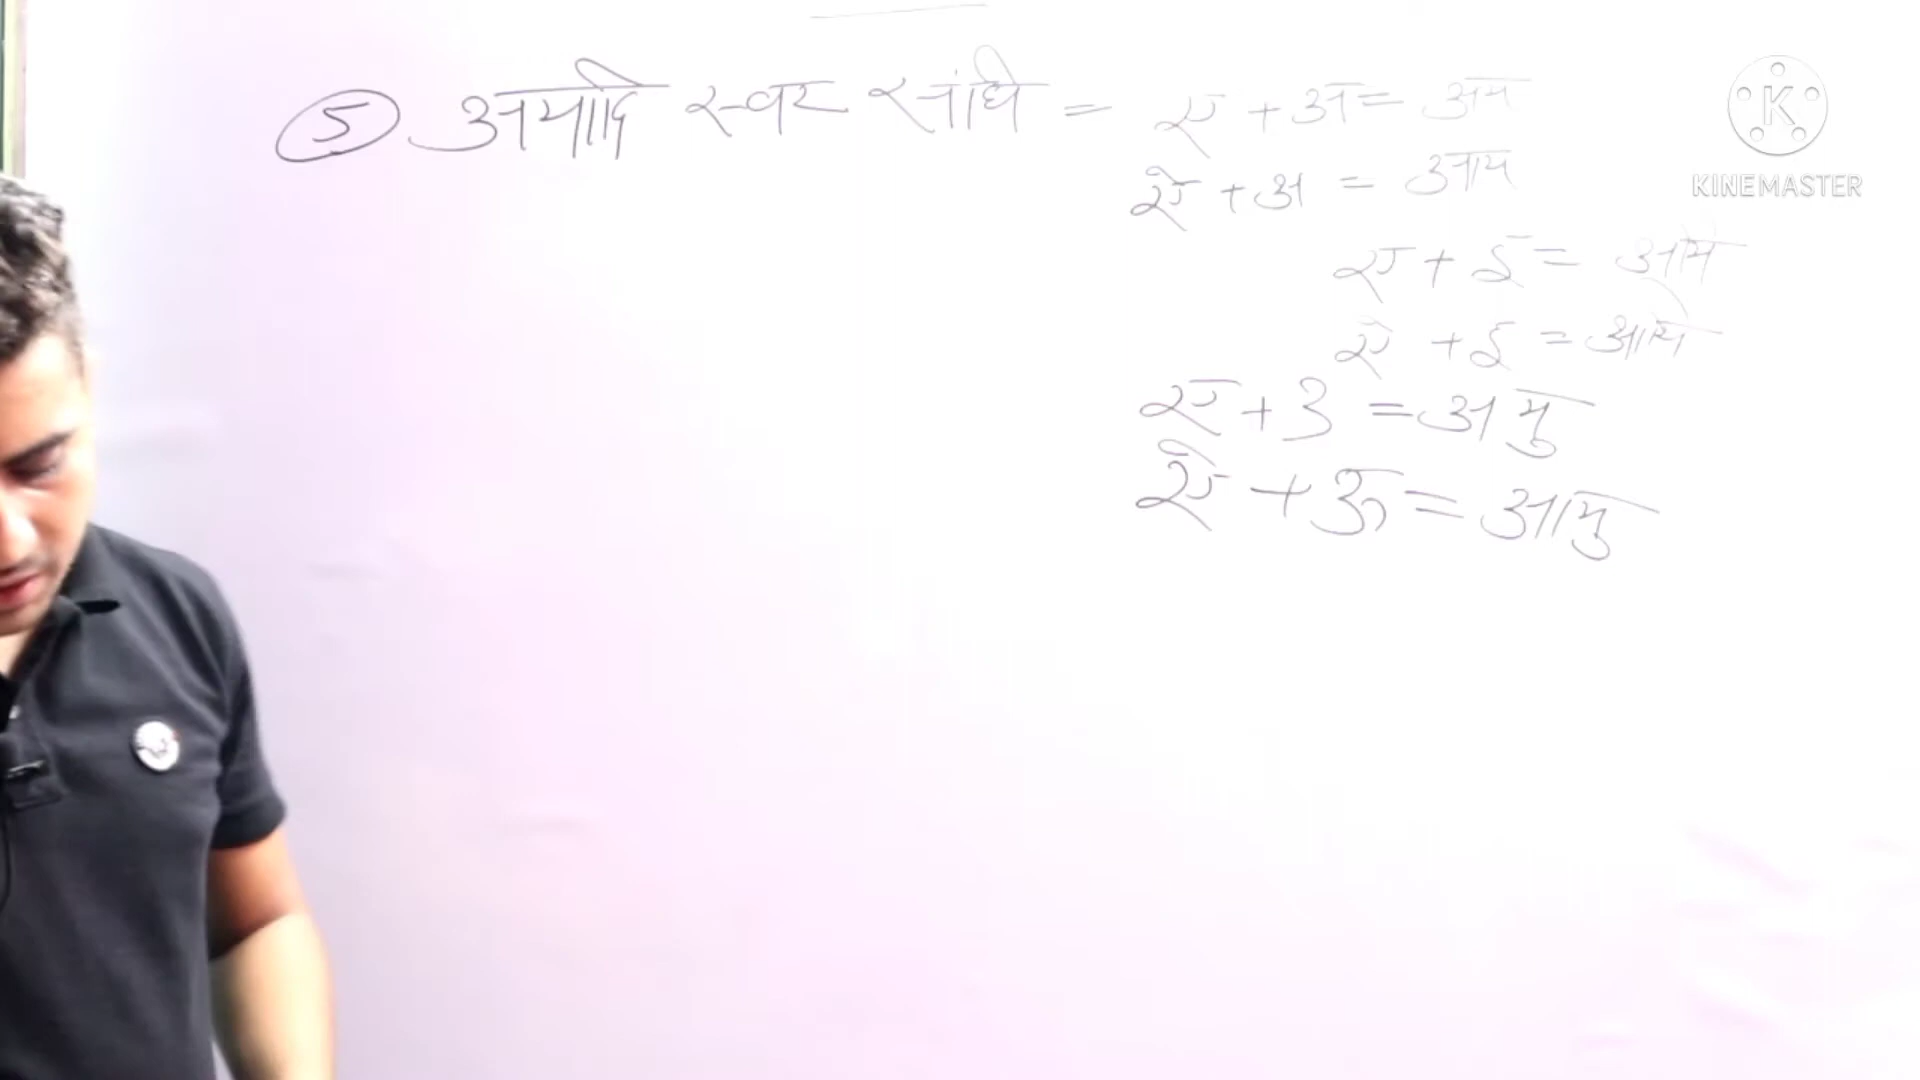 5 अयादि स्वर संधि = ए + अ = अय
ऐ + अ = आय
ए + इ = अयि
ऐ + इ = आयि
ए + उ = अयु
ऐ + ऊ = आयु
K
KINEMASTER